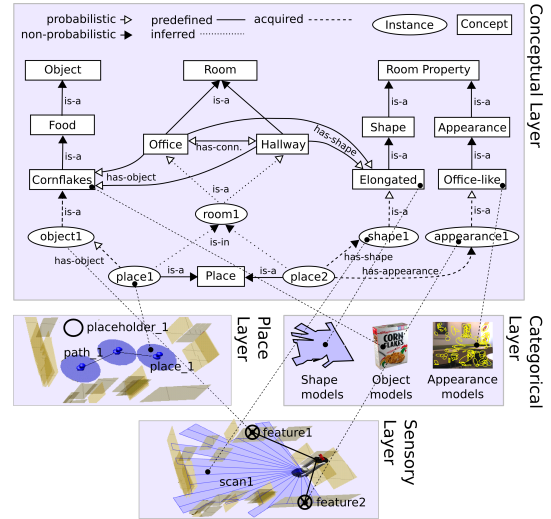 probabilistic
predefined
acquired
non-probabilistic
inferred
Instance
Concept
Conceptual Layer
Object
Room
Room Property
is-a
is-a
is-a
is-a
Food
Shape
Appearance
Office
has-conn.
Hallway
has-shape
is-a
is-a
is-a
Cornflakes
has-object
Elongated
Office-like
is-a
is-a
is-a
is-a
room1
object1
is-in
shape1
appearance1
has-object
has-shape
place1
is-a
Place
is-a
place2
has-appearance
placeholder_1
path_1
place_1
Place
Layer
CORN
FLAKES
Shape
models
Object
models
Appearance
models
Categorical
Layer
feature1
scan1
feature2
Sensory
Layer